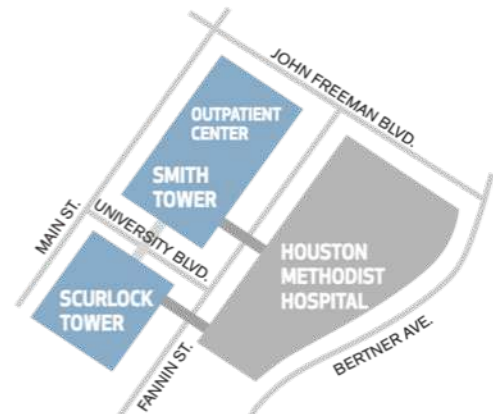 JOHN FREEMAN BLVD.
OUTPATIENT
CENTER
SMITH
TOWER
MAIN ST.
UNIVERSITY BLVD.
HOUSTON
METHODIST
HOSPITAL
SCURLOCK
TOWER
FANNIN ST.
BERTNER AVE.